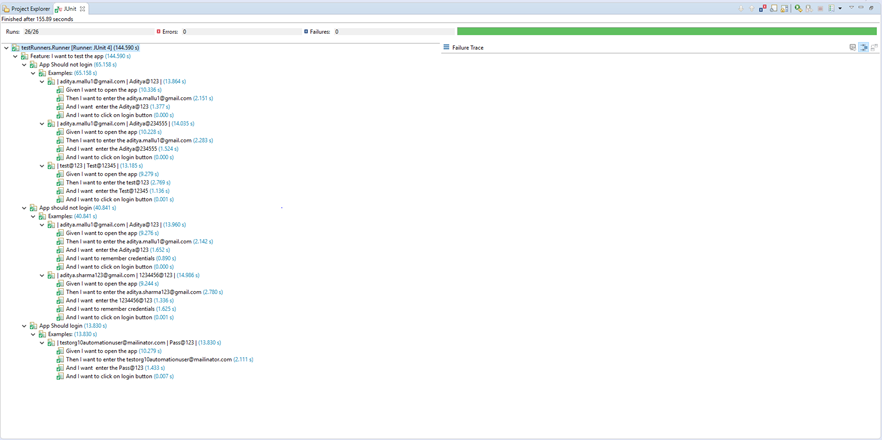 Project Explorer JUnit
Finished after 155.89 seconds
Runs: 26/26 Errors: 0 Failures: 0
testRunners.Runner [Runner: JUnit 4] (144.590 s)
Failure Trace
Feature: I want to test the app (144.590 s)
App Should not login (65.158 s)
Examples: (65.158 s)
| aditya.mallu1@gmail.com | Aditya@123 | (13.864 s)
Given I want to open the app (10.336 s)
Then I want to enter the aditya.mallu1@gmail.com (2.151 s)
And I want  enter the Aditya@123 (1.377 s)
And I want to click on login button (0.000 s)
| aditya.mallu1@gmail.com | Aditya@234555 | (14.035 s)
Given I want to open the app (10.228 s)
Then I want to enter the aditya.mallu1@gmail.com (2.283 s)
And I want  enter the Aditya@234555 (1.524 s)
And I want to click on login button (0.000 s)
| test@123 | Test@12345 | (13.185 s)
Given I want to open the app (9.279 s)
Then I want to enter the test@123 (2.769 s)
And I want  enter the Test@12345 (1.136 s)
And I want to click on login button (0.001 s)
App should not login (40.841 s)
Examples: (40.841 s)
| aditya.mallu1@gmail.com | Aditya@123 | (13.960 s)
Given I want to open the app (9.276 s)
Then I want to enter the aditya.mallu1@gmail.com (2.142 s)
And I want  enter the Aditya@123 (1.652 s)
And I want to remember credentials (0.890 s)
And I want to click on login button (0.000 s)
| aditya.sharma123@gmail.com | 1234456@123 | (14.986 s)
Given I want to open the app (9.244 s)
Then I want to enter the aditya.sharma123@gmail.com (2.780 s)
And I want  enter the 1234456@123 (1.336 s)
And I want to remember credentials (1.625 s)
And I want to click on login button (0.001 s)
App Should login (13.830 s)
Examples: (13.830 s)
| testorg10automationuser@mailinator.com | Pass@123 | (13.830 s)
Given I want to open the app (10.279 s)
Then I want to enter the testorg10automationuser@mailinator.com (2.111 s)
And I want  enter the Pass@123 (1.433 s)
And I want to click on login button (0.007 s)